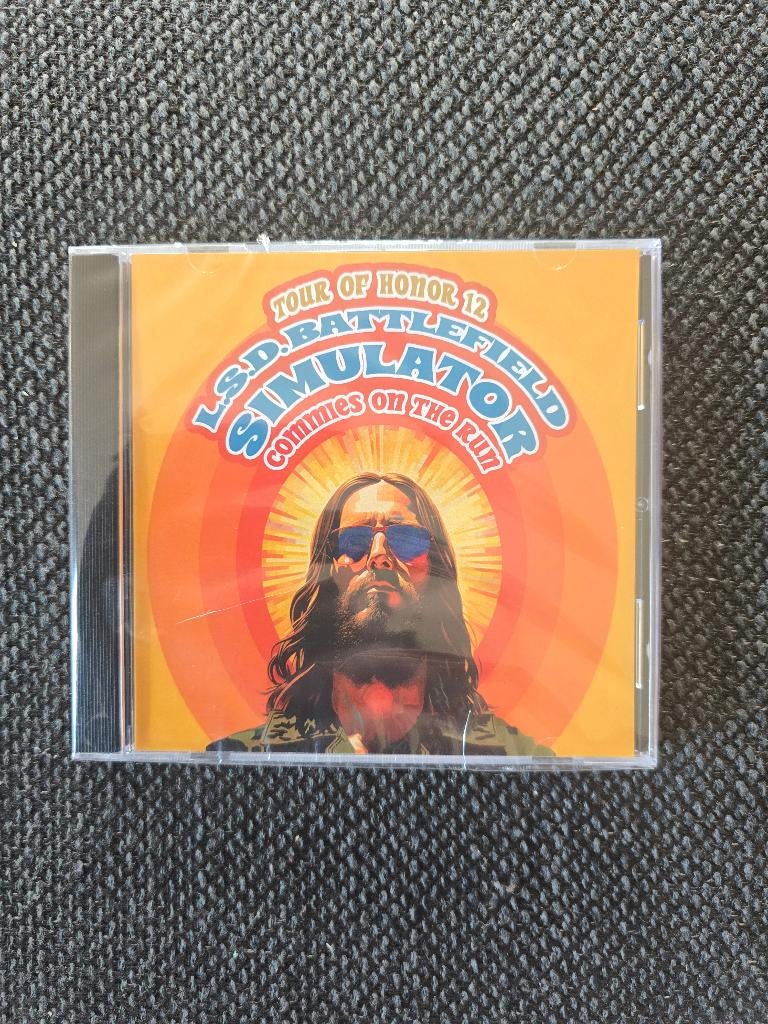 TOUR OF HONOR 12
L.S.D. BATTLEFIELD
SIMULATOR
COMMIES ON THE RUN